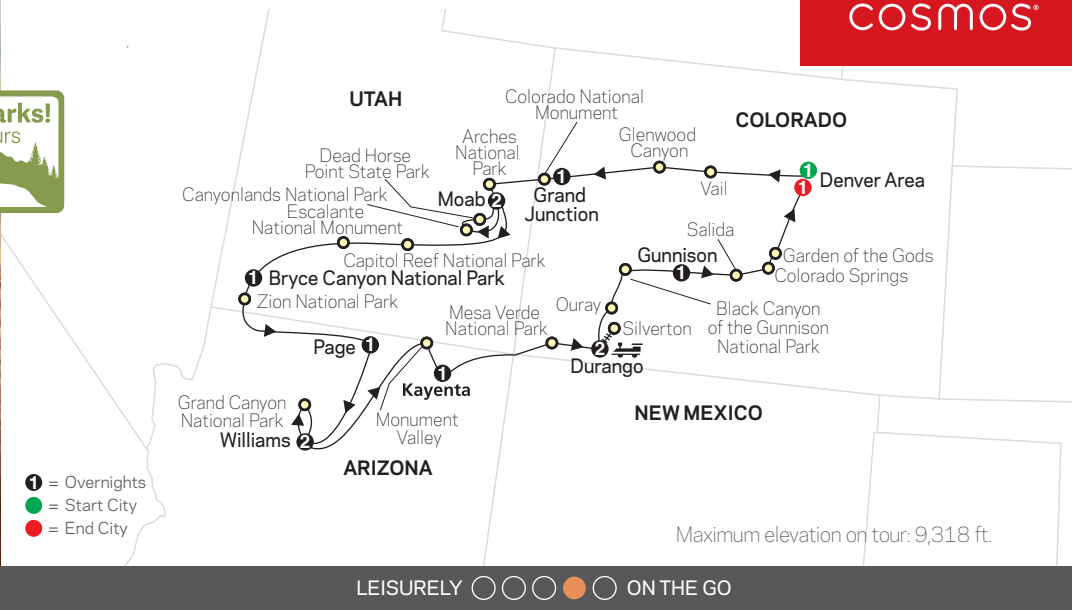 COSMOS®
arks!
urs
UTAH
COLORADO
Colorado National
Monument
Glenwood
Canyon
Arches
National
Park
Dead Horse
Point State Park
Canyonlands National Park
Escalante
National Monument
Moab
2
1
Grand
Junction
Vail
1
1
Denver Area
Capitol Reef National Park
1
Bryce Canyon National Park
Zion National Park
Salida
Gunnison
1
Garden of the Gods
Colorado Springs
Ouray
Black Canyon
of the Gunnison
National Park
Silverton
Mesa Verde
National Park
2
Durango
Page
1
1
Kayenta
Grand Canyon
National Park
Williams
2
Monument
Valley
NEW MEXICO
ARIZONA
1 = Overnights
= Start City
= End City
Maximum elevation on tour: 9,318 ft.
LEISURELY ON THE GO